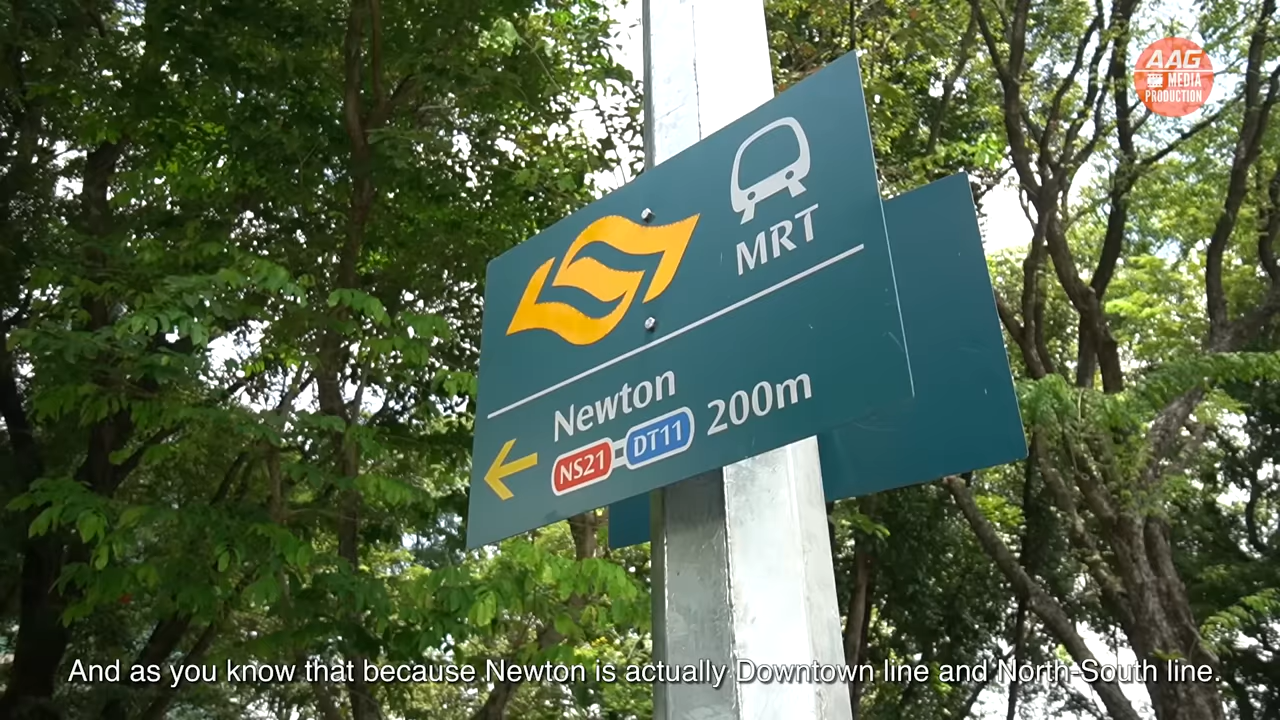 AAG
MEDIA
PRODUCTION
MRT
Newton
NS21 DT11 200m
And as you know that because Newton is actually Downtown line and North-South line.